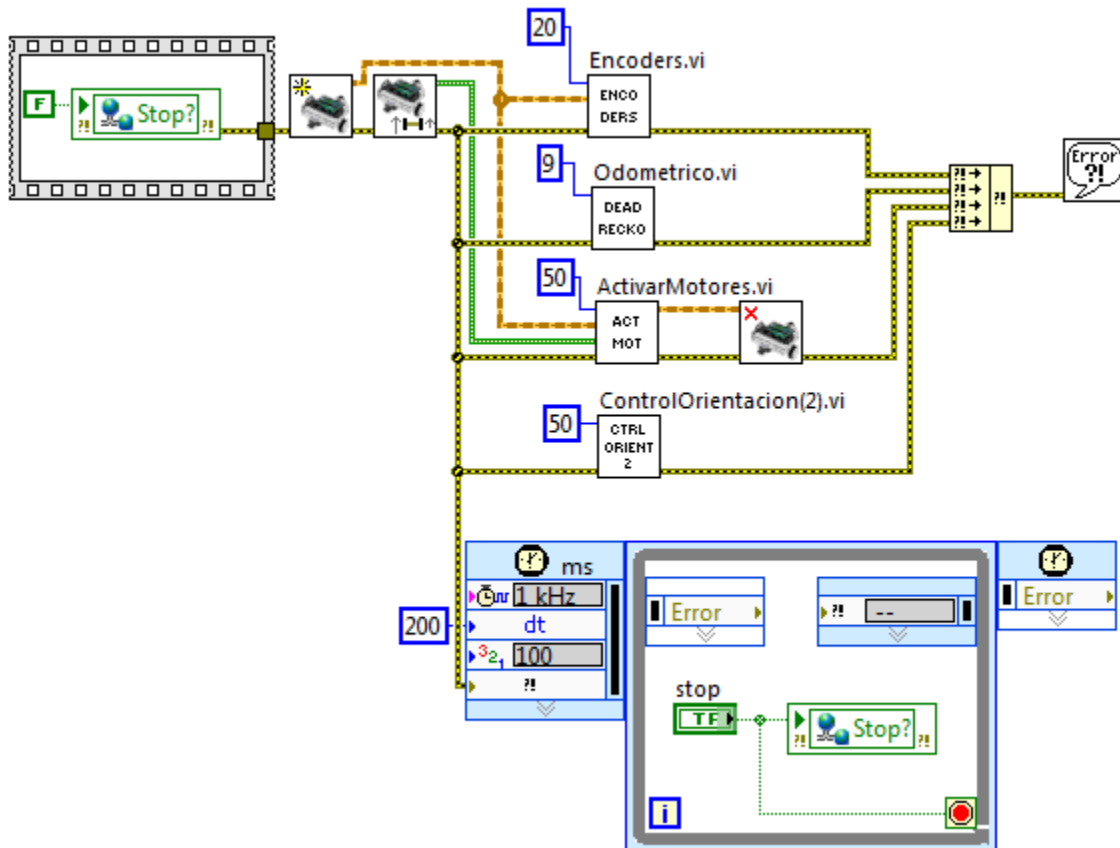 20
Encoders.vi
ENCO
DERS
F
Stop?
?!
?!
9
Odometrico.vi
DEAD
RECKO
?!
?!
?!
?!
?!
Error
?!
50
ActivarMotores.vi
ACT
MOT
50
ControlOrientacion(2).vi
CTRL
ORIENT
2
ms
1 kHz
Error
?!
--
Error
200
dt
321
100
?!
stop
TF
Stop?
?!
?!
i